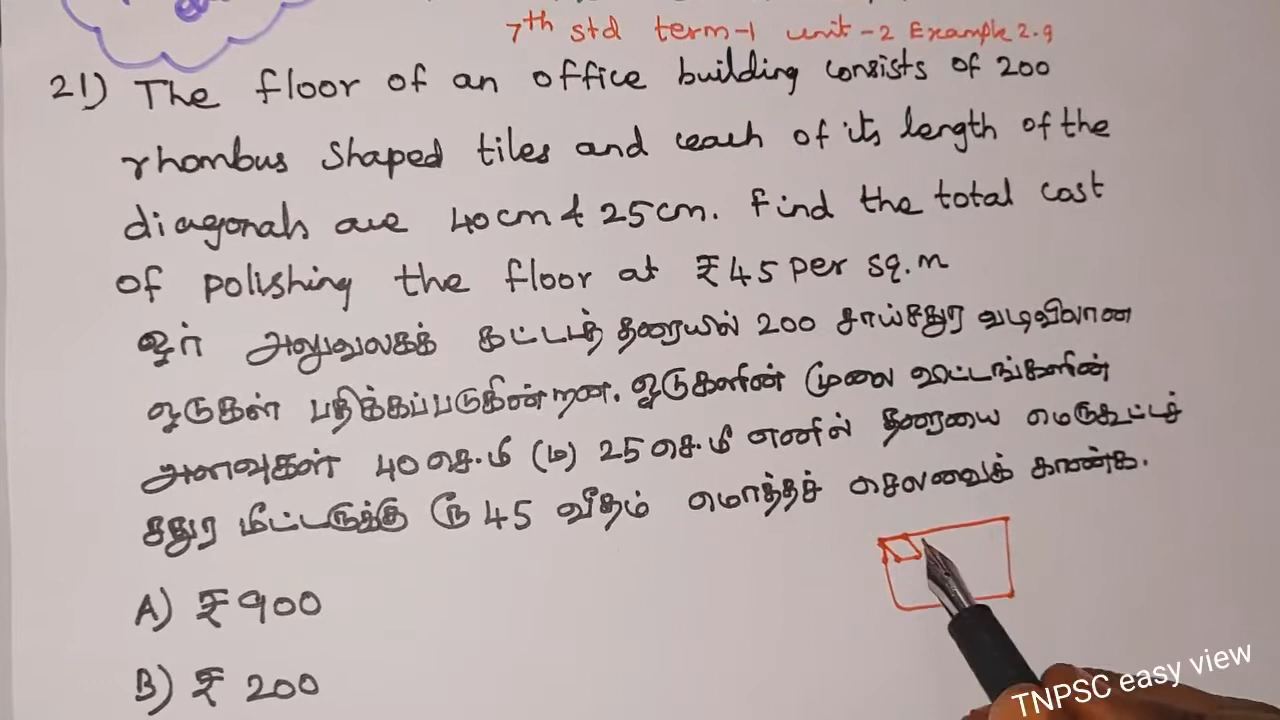 7th std term-1 unit-2 Example 2.9
21) The floor of an office building consists of 200
rhombus shaped tiles and each of its length of the
diagonals are 40cm & 25cm. Find the total cost
of polishing the floor at ₹45 per sq.m
ஓர் அலுவலகக் கட்டடத் தரையில் 200 சாய்சதுர வடிவிலான
ஓடுகள் பதிக்கப்படுகின்றன. ஓடுகளின் மூலை விட்டங்களின்
அளவுகள் 40 செ.மீ (ம) 25 செ.மீ எனில் தரையை மெருகூட்டச்
சதுர மீட்டருக்கு ரூ 45 வீதம் மொத்தச் செலவைக் காண்க.
A) ₹900
B) ₹ 200
TNPSC easy view